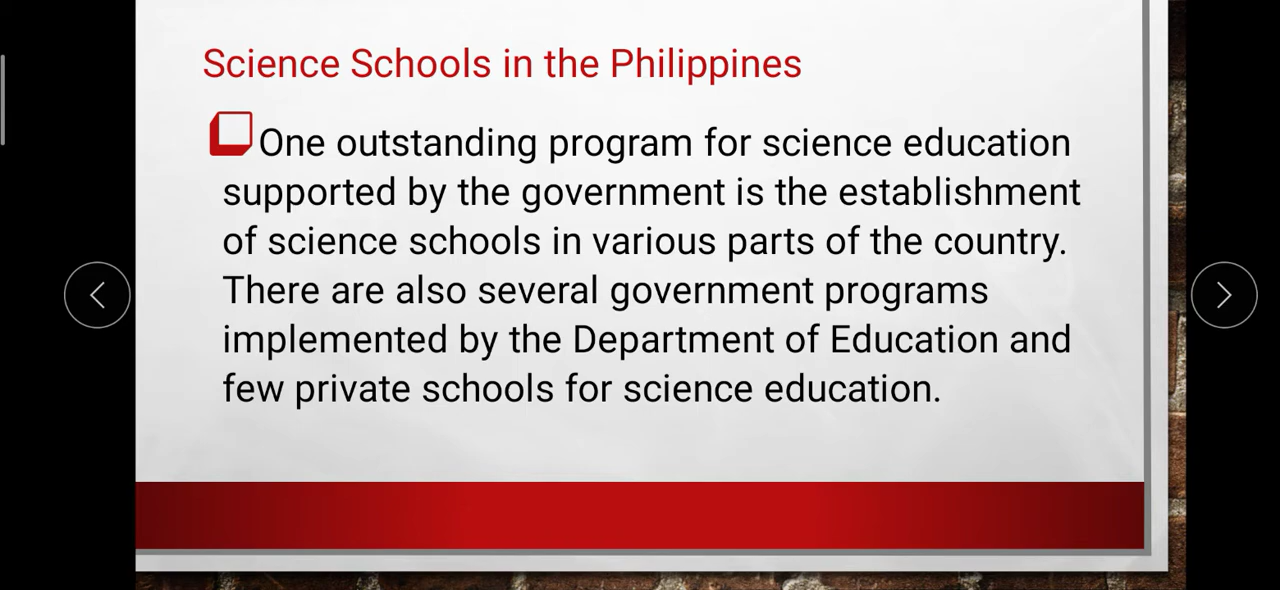 Science Schools in the Philippines
One outstanding program for science education
supported by the government is the establishment
of science schools in various parts of the country.
There are also several government programs
implemented by the Department of Education and
few private schools for science education.